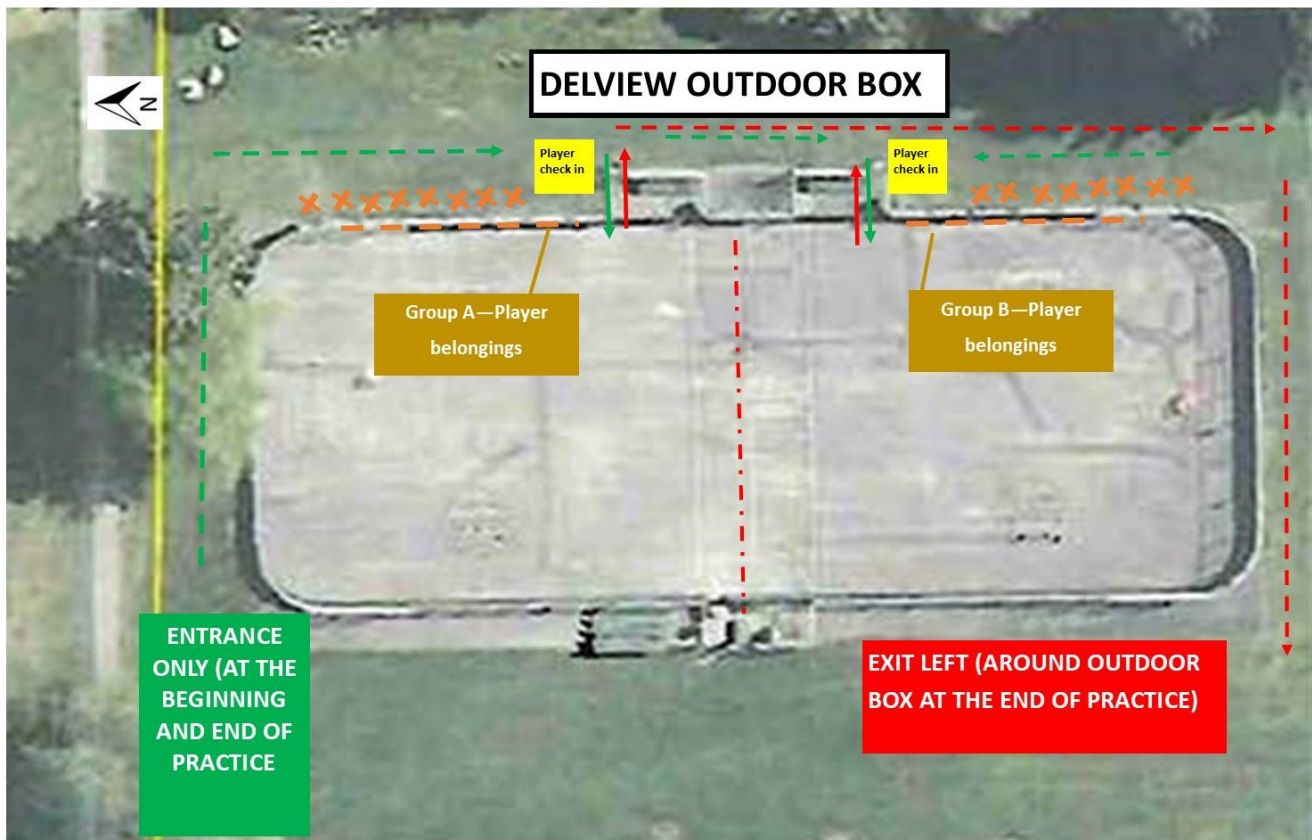 DELVIEW OUTDOOR BOX
N
Player
check in
Player
check in
Group A—Player
belongings
Group B—Player
belongings
ENTRANCE
ONLY (AT THE
BEGINNING
AND END OF
PRACTICE
EXIT LEFT (AROUND OUTDOOR
BOX AT THE END OF PRACTICE)